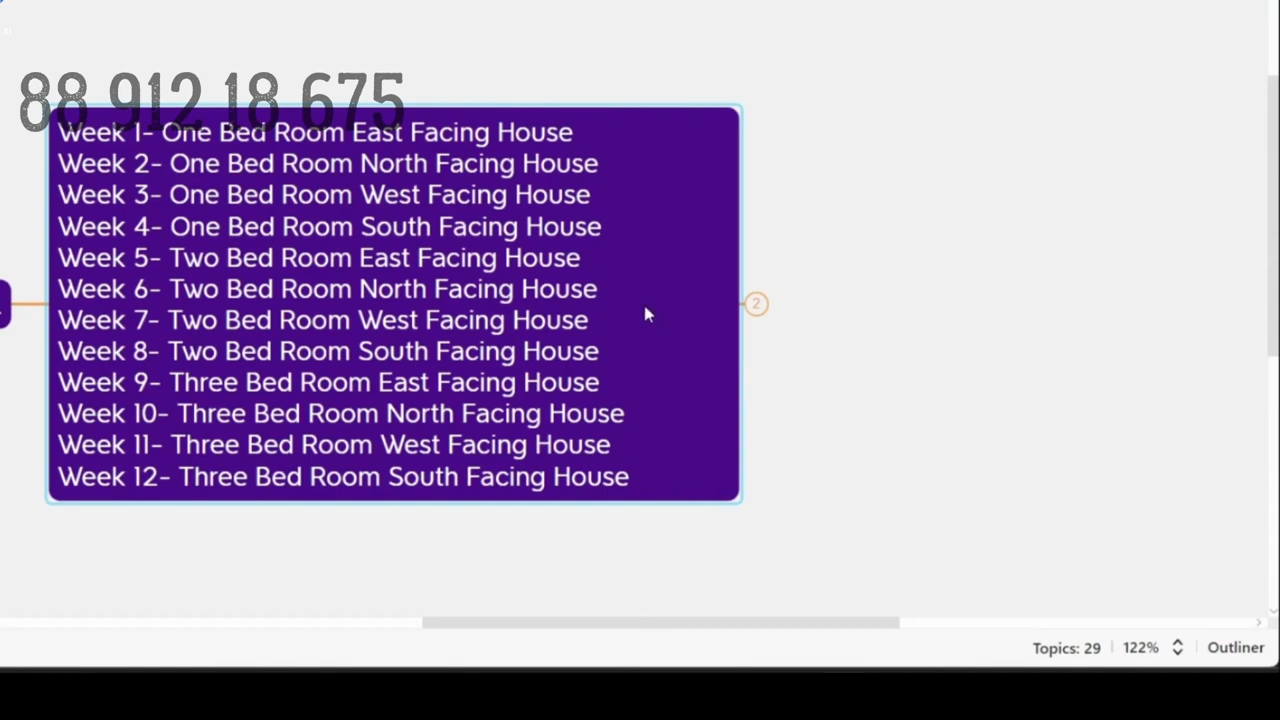 88 912 18 675
Week 1- One Bed Room East Facing House
Week 2- One Bed Room North Facing House
Week 3- One Bed Room West Facing House
Week 4- One Bed Room South Facing House
Week 5- Two Bed Room East Facing House
Week 6- Two Bed Room North Facing House
Week 7- Two Bed Room West Facing House
Week 8- Two Bed Room South Facing House
Week 9- Three Bed Room East Facing House
Week 10- Three Bed Room North Facing House
Week 11- Three Bed Room West Facing House
Week 12- Three Bed Room South Facing House
2
Topics: 29 122% Outliner